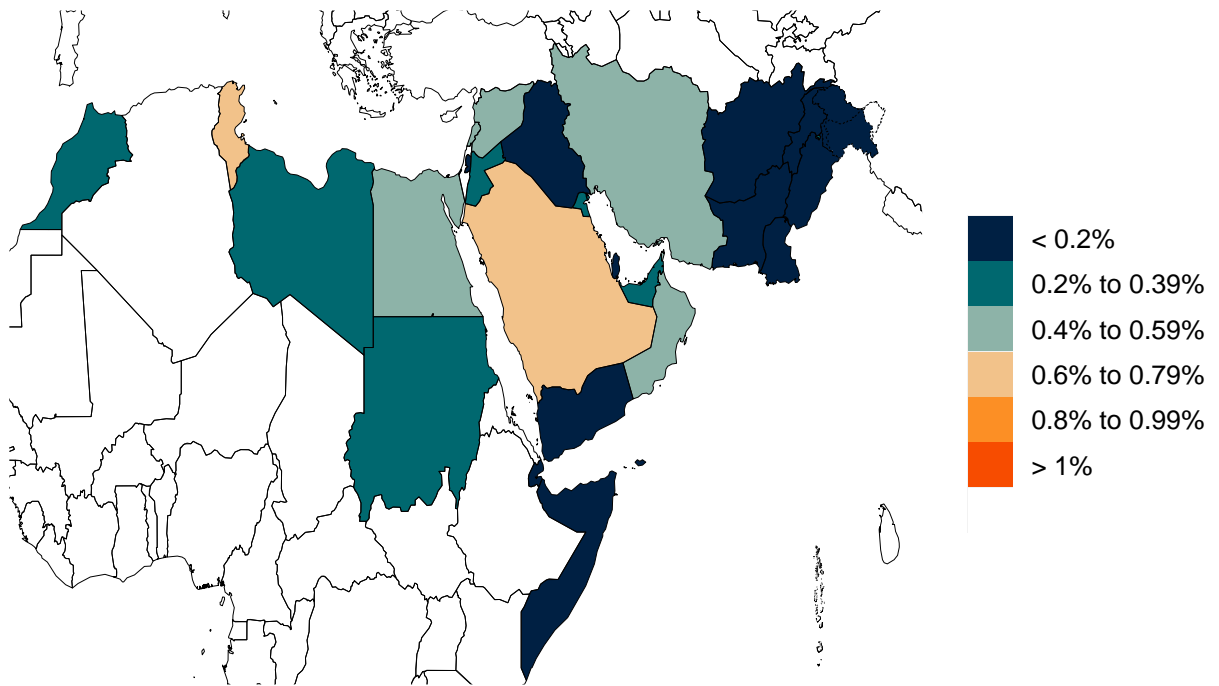 < 0.2%
0.2% to 0.39%
0.4% to 0.59%
0.6% to 0.79%
0.8% to 0.99%
> 1%